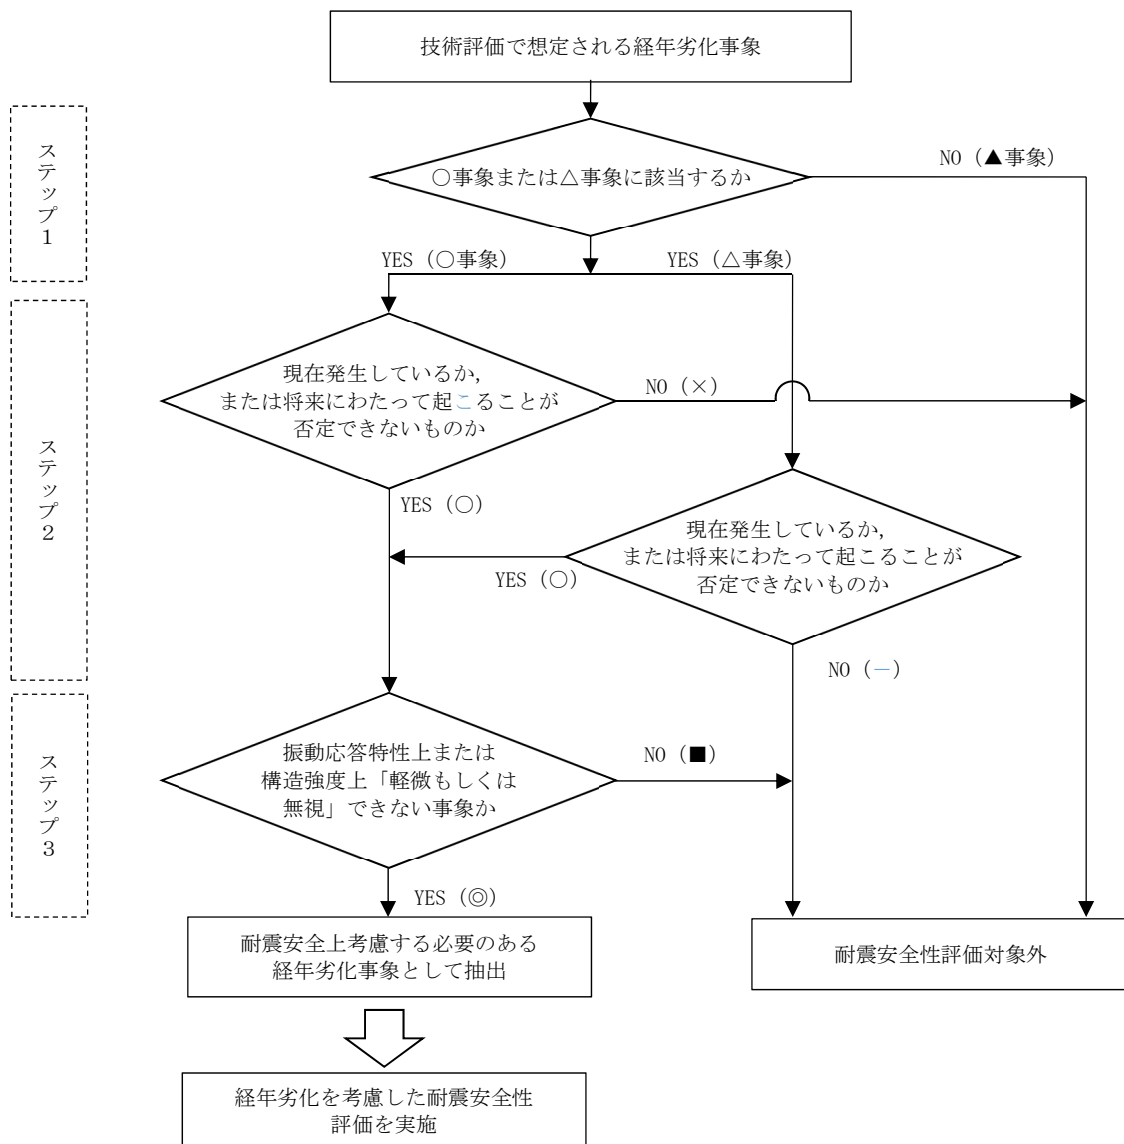 技術評価で想定される経年劣化事象
ステップ1
○事象または△事象に該当するか
NO（▲事象）
YES（○事象）
YES（△事象）
ステップ2
現在発生しているか,
または将来にわたって起こることが
否定できないものか
NO（×）
YES（○）
現在発生しているか,
または将来にわたって起こることが
否定できないものか
YES（○）
NO（－）
ステップ3
振動応答特性上または
構造強度上「軽微もしくは
無視」できない事象か
NO（■）
YES（◎）
耐震安全上考慮する必要のある
経年劣化事象として抽出
耐震安全性評価対象外
経年劣化を考慮した耐震安全性
評価を実施